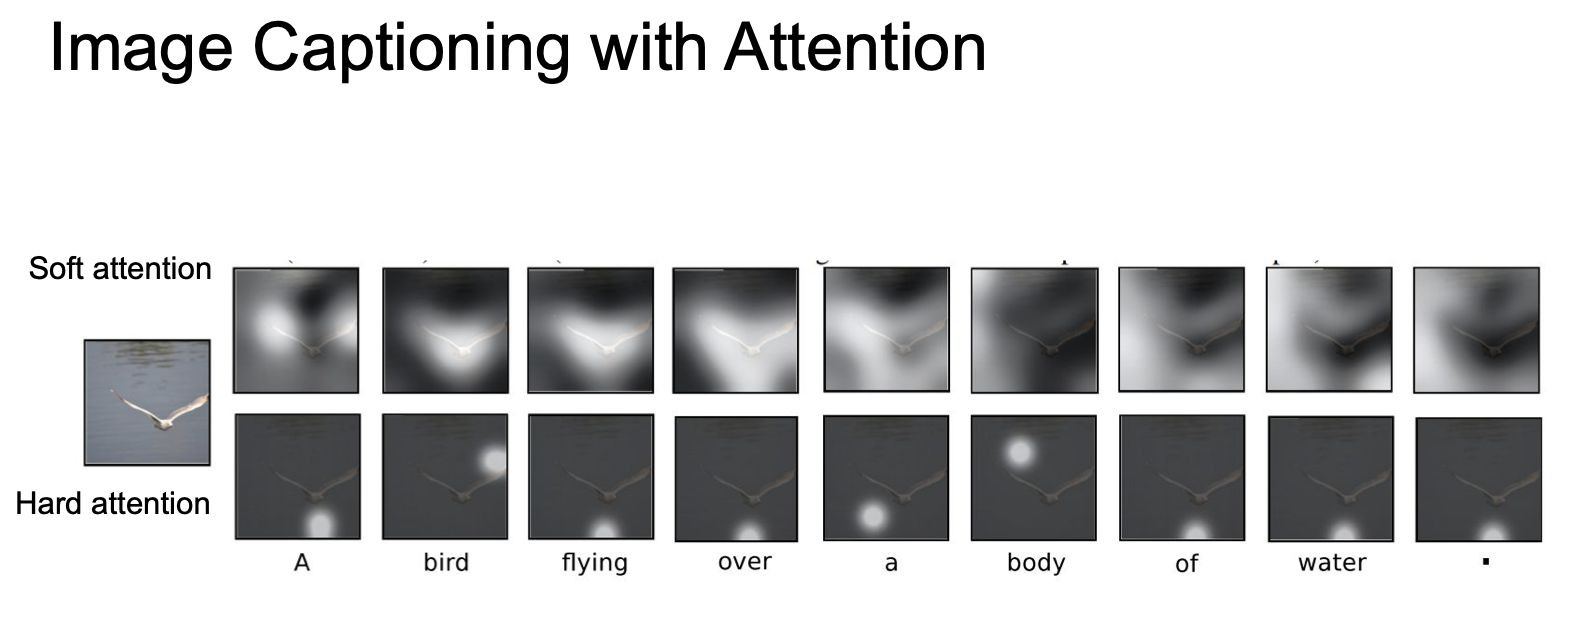 Image Captioning with Attention
Soft attention
Hard attention
A bird flying over a body of water .